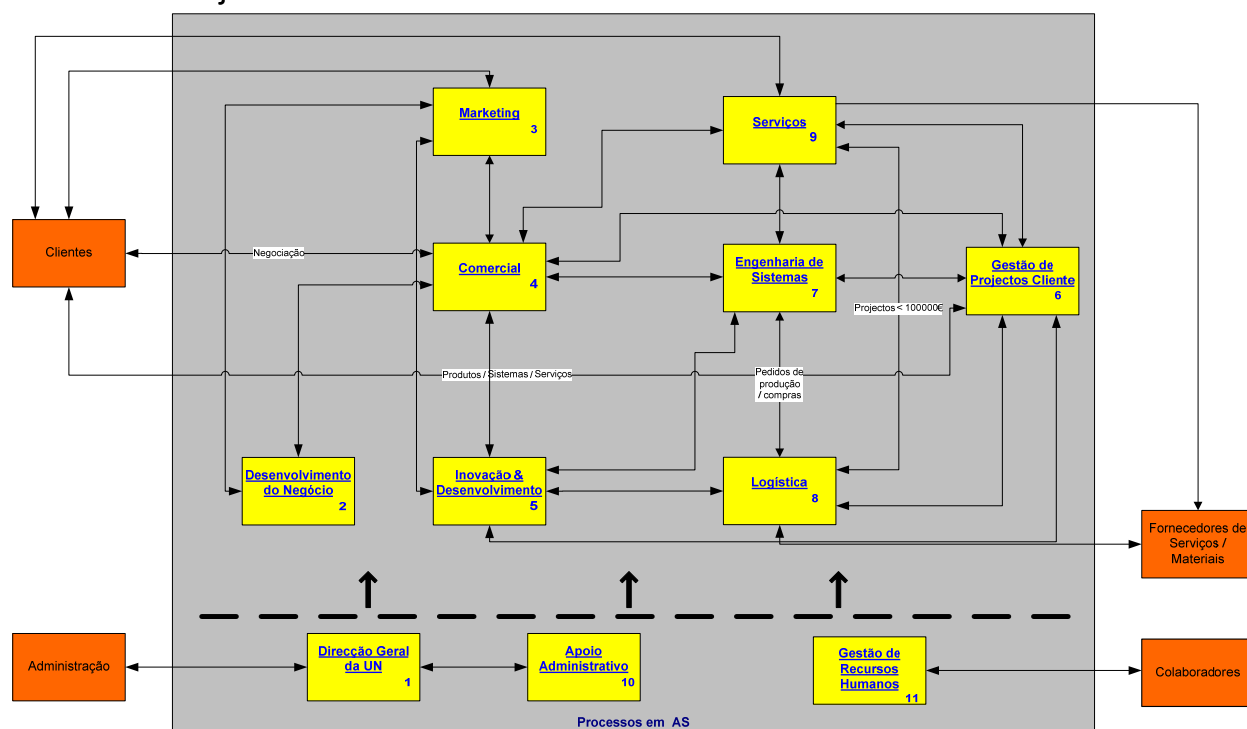 Marketing
3
Serviços
9
Clientes
Negociação
Comercial
4
Engenharia de
Sistemas
7
Gestão de
Projectos Cliente
6
Projectos < 100000€
Produtos / Sistemas / Serviços
Pedidos de
produção
/ compras
Desenvolvimento
do Negócio
2
Inovação &
Desenvolvimento
5
Logística
8
Fornecedores de
Serviços /
Materiais
Administração
Direcção Geral
da UN
1
Apoio
Administrativo
10
Gestão de
Recursos
Humanos
11
Colaboradores
Processos em AS